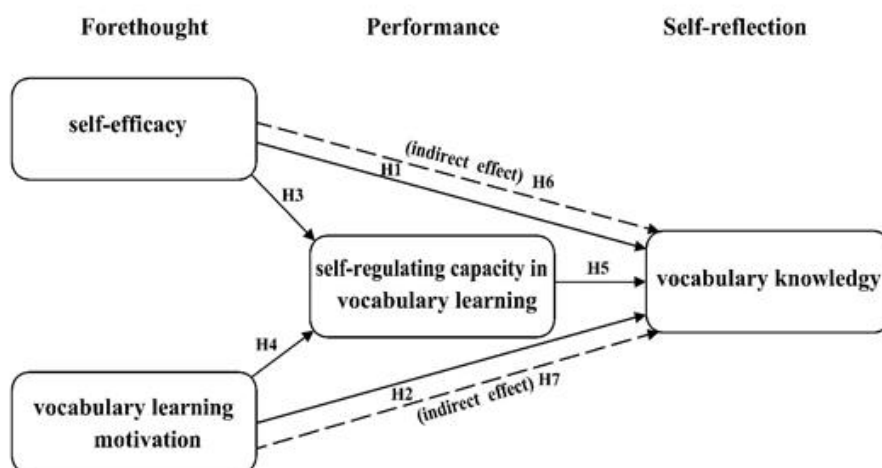 Forethought
Performance
Self-reflection
self-efficacy
(indirect effect) H6
H1
H3
self-regulating capacity in
vocabulary learning
H5
vocabulary knowledgy
H4
vocabulary learning
motivation
H2
(indirect effect) H7